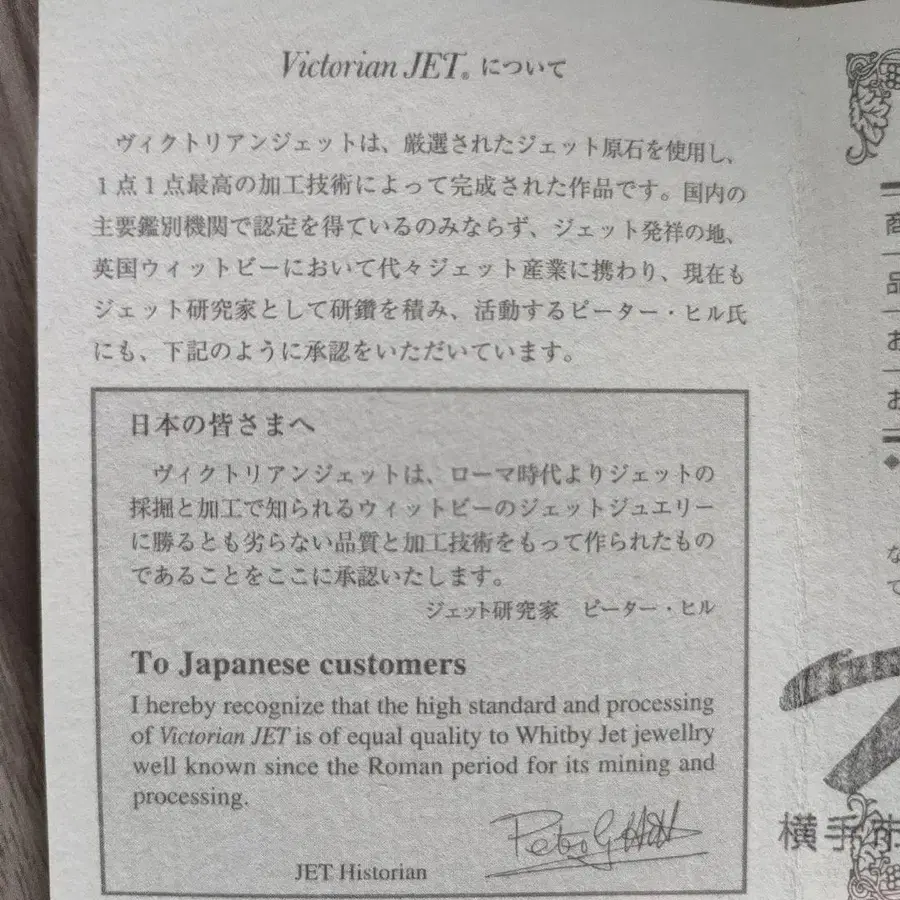 Victorian JET® について
ヴィクトリアンジェットは、厳選されたジェット原石を使用し、
1点1点最高の加工技術によって完成された作品です。国内の
主要鑑別機関で認定を得ているのみならず、ジェット発祥の地、
英国ウィットビーにおいて代々ジェット産業に携わり、現在も
ジェット研究家として研鑽を積み、活動するピーター・ヒル氏
にも、下記のように承認をいただいています。
日本の皆さまへ
ヴィクトリアンジェットは、ローマ時代よりジェットの
採掘と加工で知られるウィットビーのジェットジュエリー
に勝るとも劣らない品質と加工技術をもって作られたもの
であることをここに承認いたします。
ジェット研究家 ピーター・ヒル
To Japanese customers
I hereby recognize that the high standard and processing
of Victorian JET is of equal quality to Whitby Jet jewellry
well known since the Roman period for its mining and
processing.
JET Historian
商
品
お
お
な
て
横手市